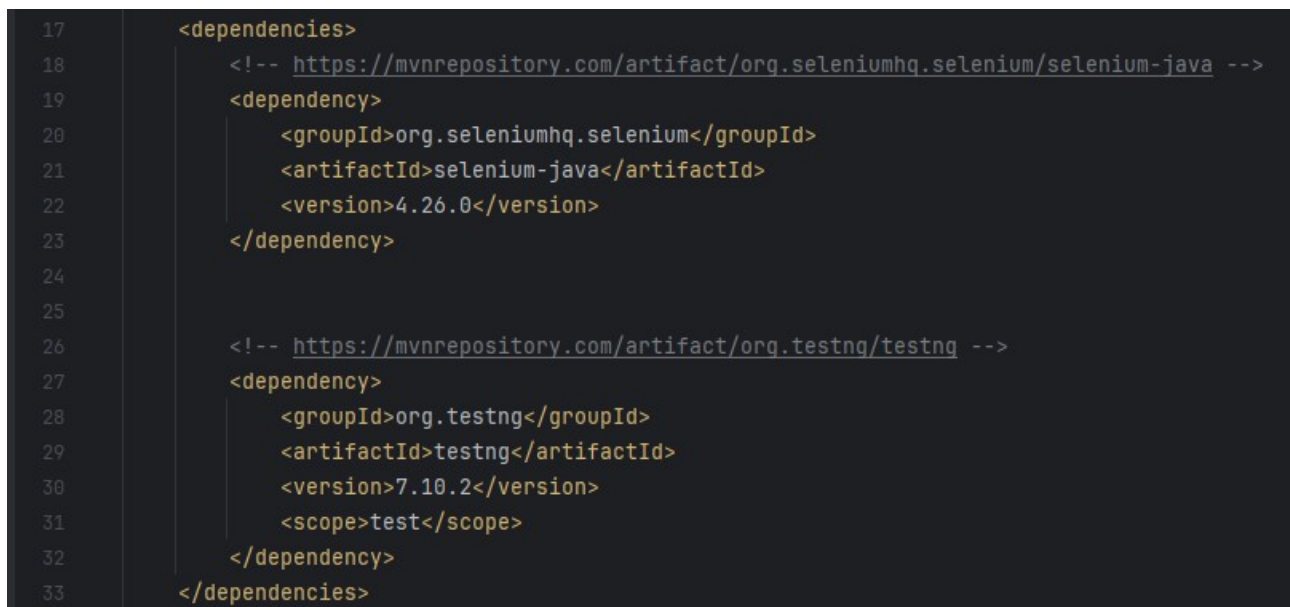 17 <dependencies>
18 <!-- https://mvnrepository.com/artifact/org.seleniumhq.selenium/selenium-java -->
19 <dependency>
20 <groupId>org.seleniumhq.selenium</groupId>
21 <artifactId>selenium-java</artifactId>
22 <version>4.26.0</version>
23 </dependency>
24
25
26 <!-- https://mvnrepository.com/artifact/org.testng/testng -->
27 <dependency>
28 <groupId>org.testng</groupId>
29 <artifactId>testng</artifactId>
30 <version>7.10.2</version>
31 <scope>test</scope>
32 </dependency>
33 </dependencies>